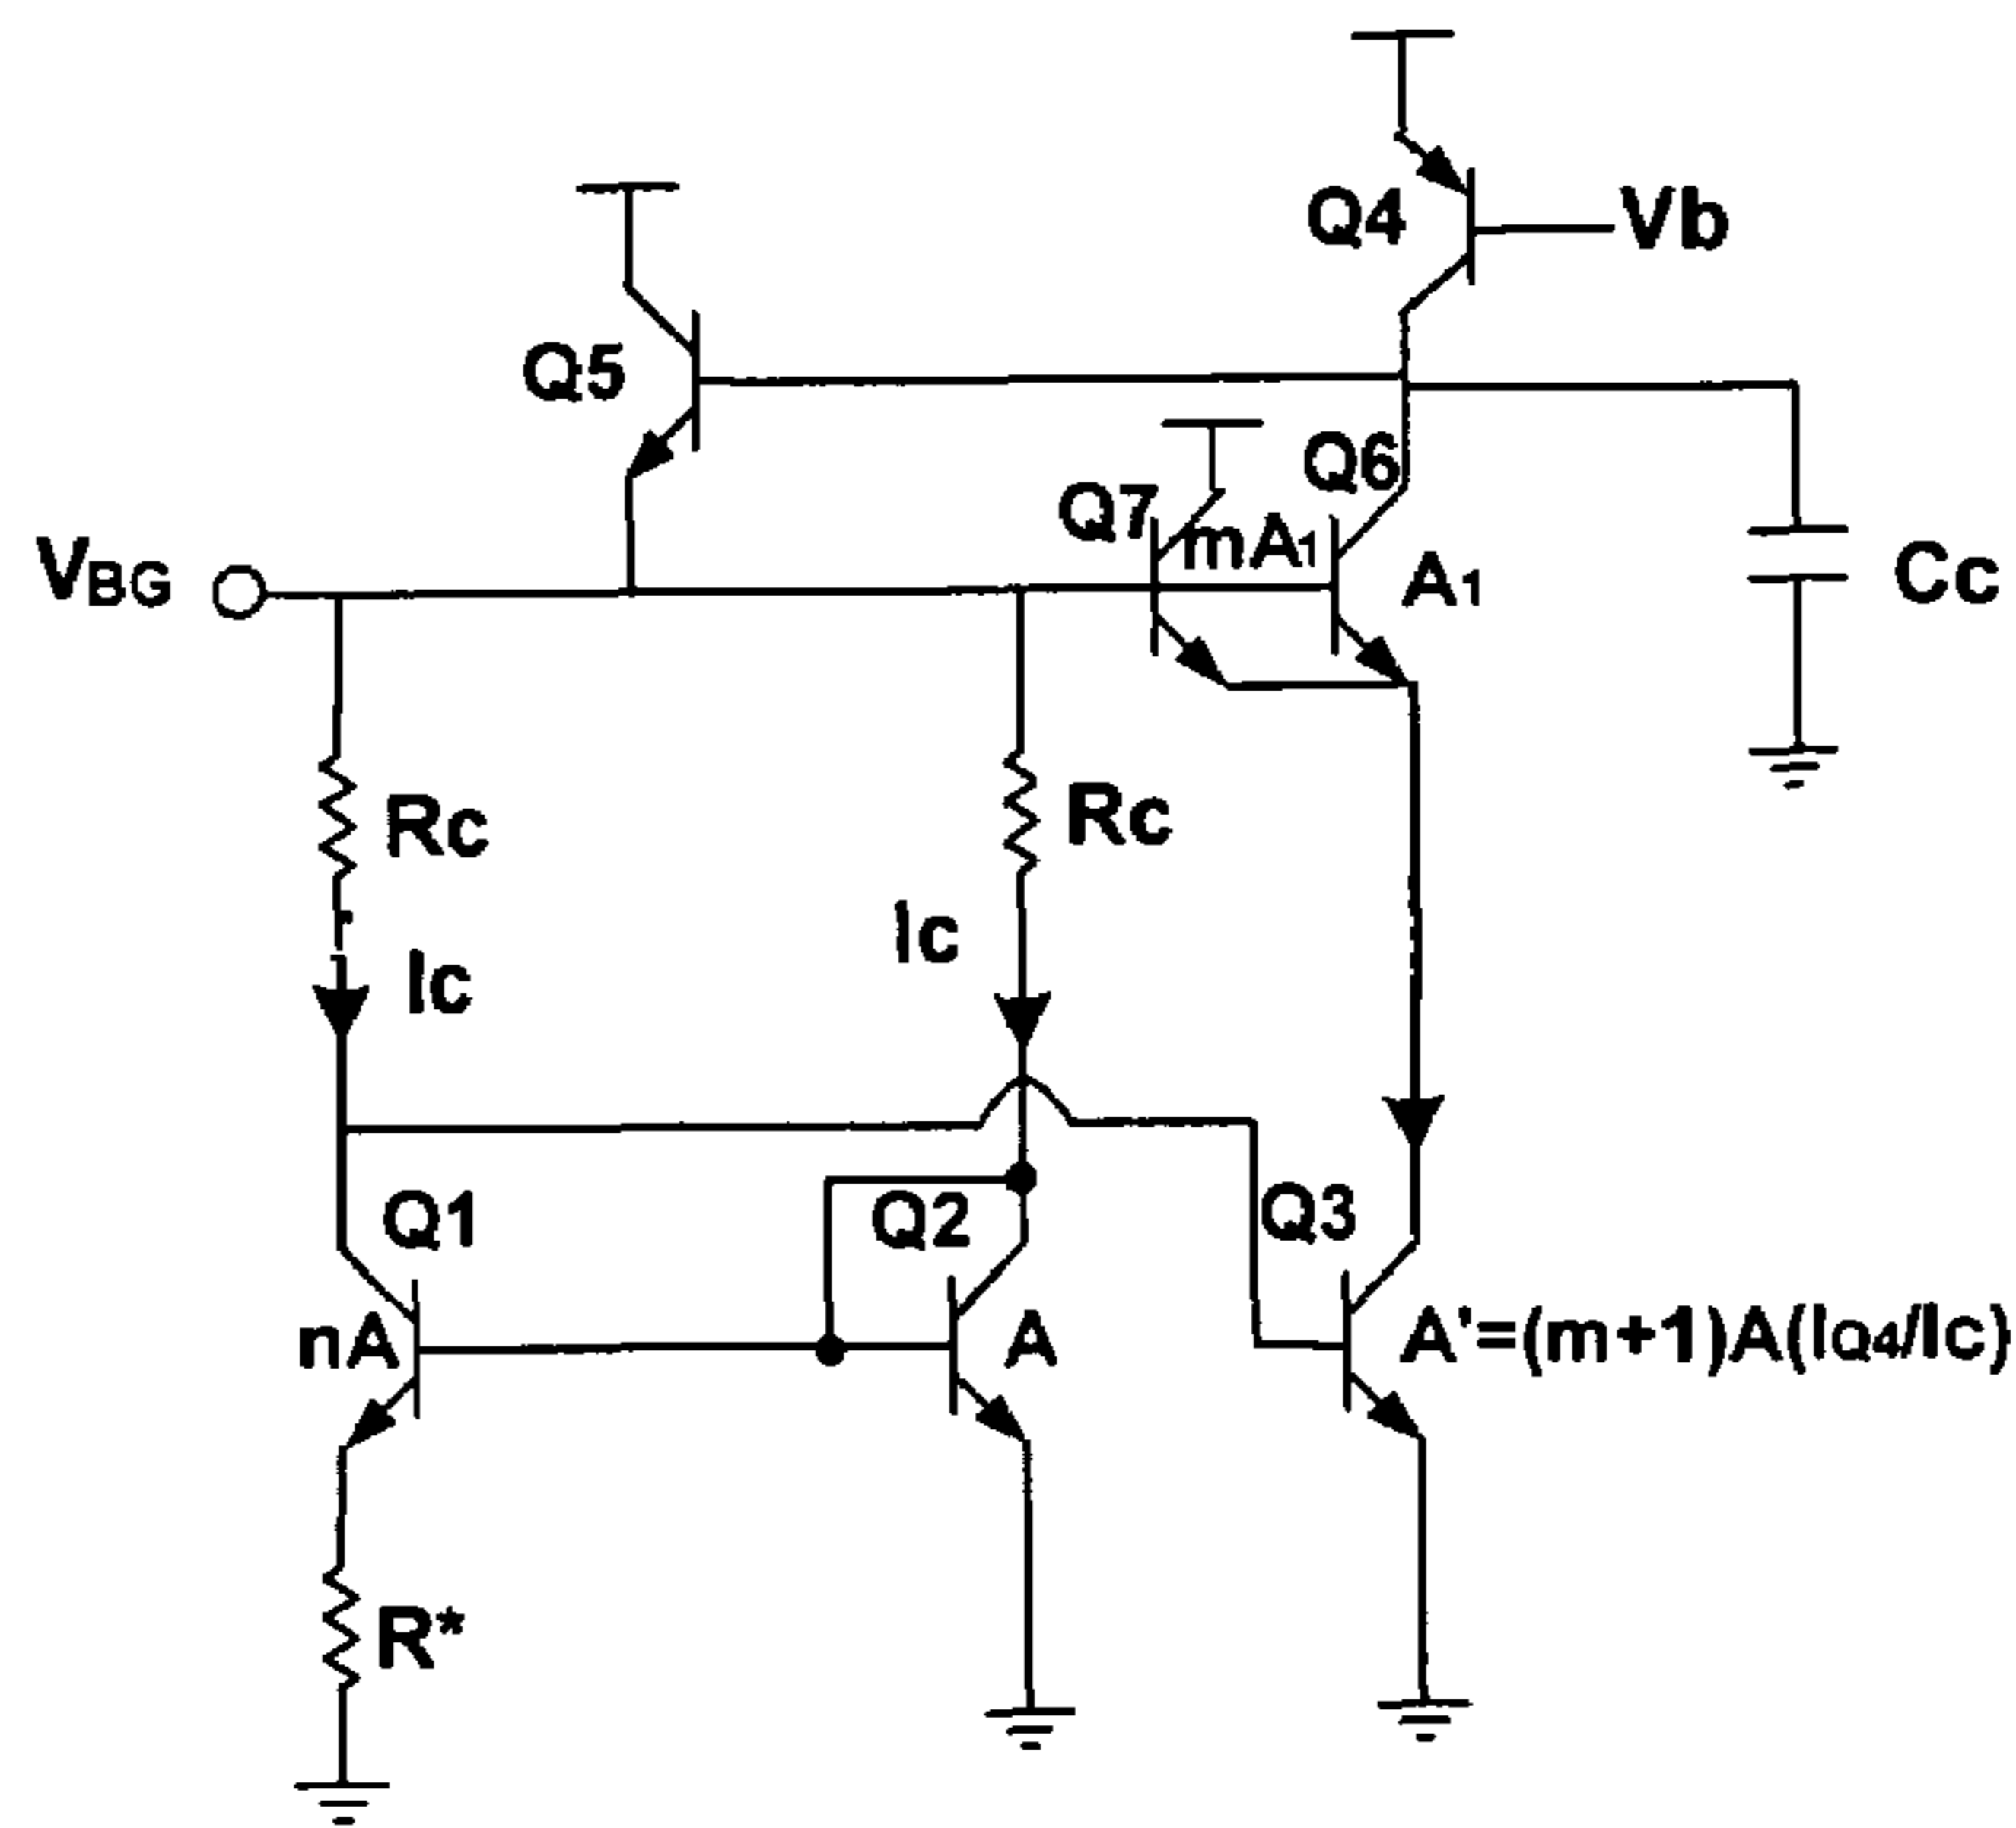 Q4
Vb
Q5
Q6
Q7
mA1
A1
Cc
VBG
Rc
Rc
Ic
Ic
Q1
Q2
Q3
nA
A
A'=(m+1)A(IQ4/Ic)
R*